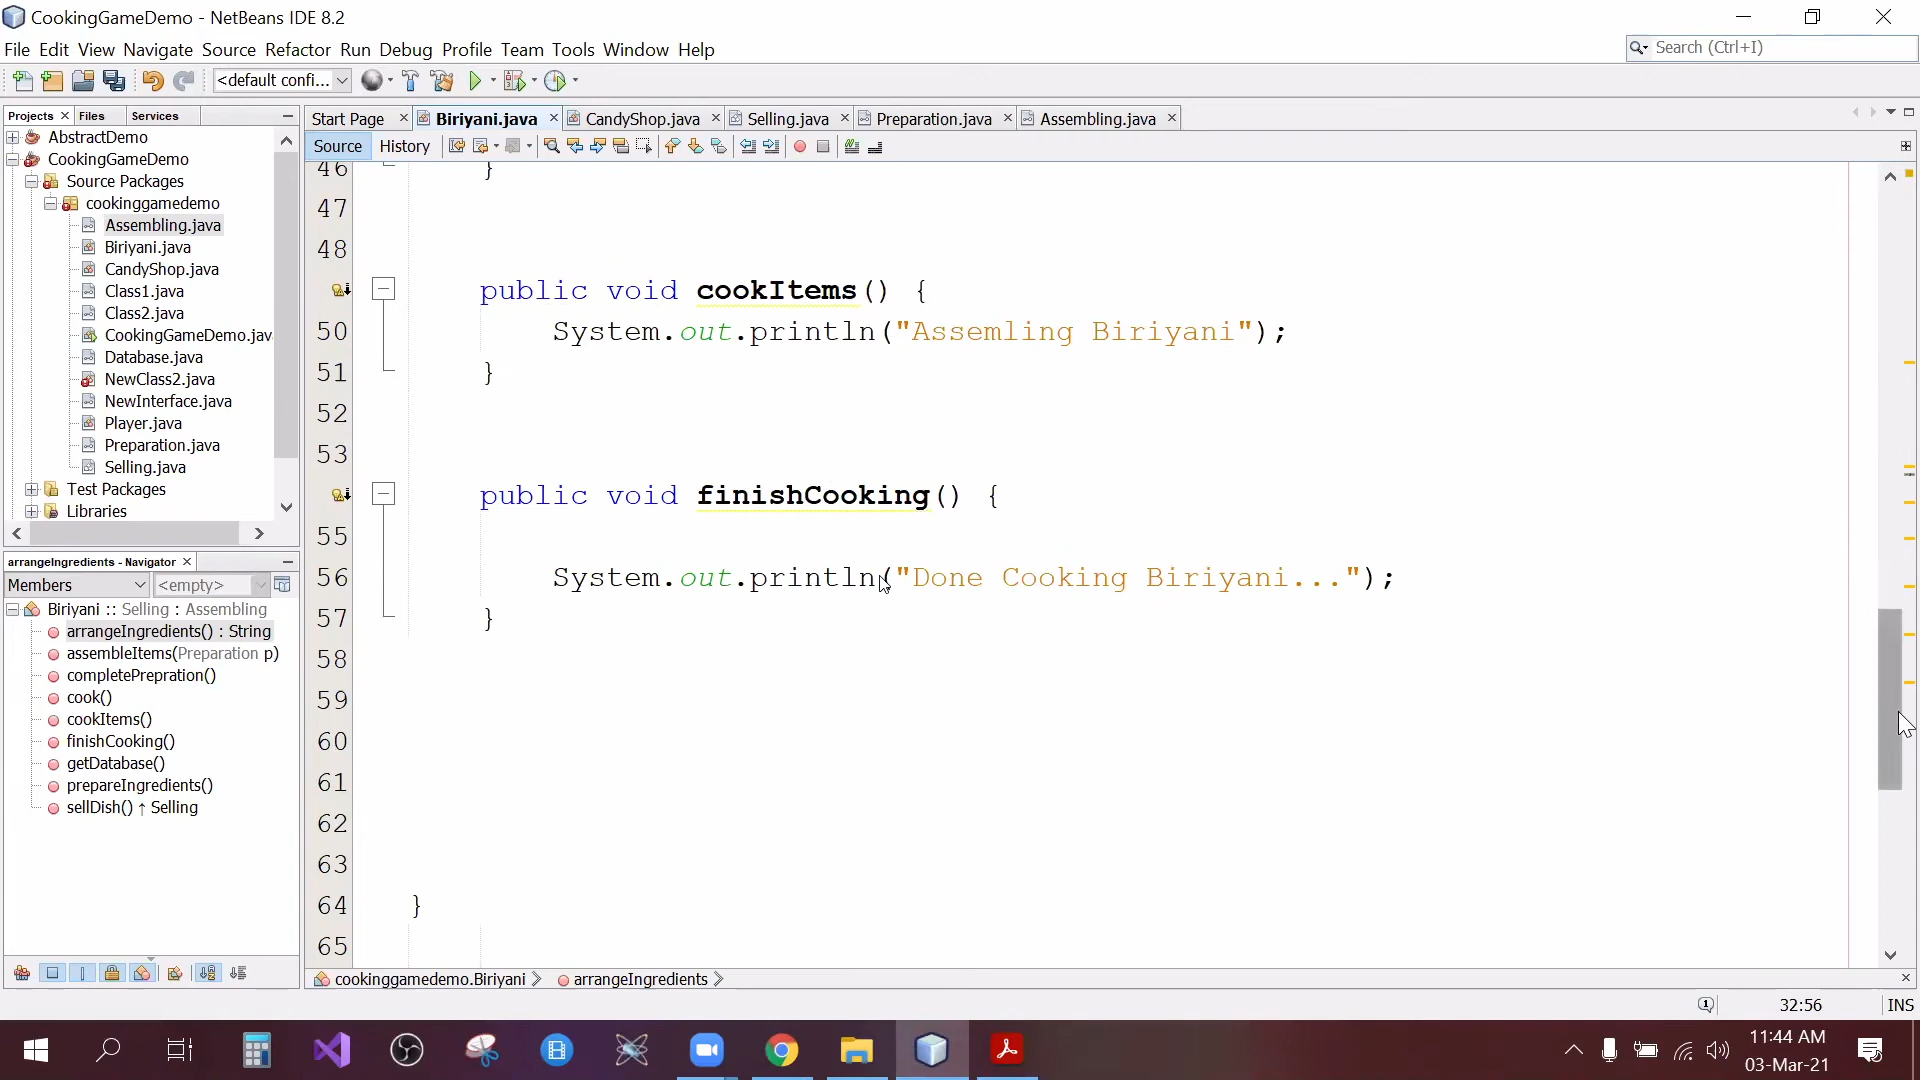 CookingGameDemo - NetBeans IDE 8.2
File Edit View Navigate Source Refactor Run Debug Profile Team Tools Window Help
Search (Ctrl+I)
<default confi...
Projects Files Services
AbstractDemo
CookingGameDemo
Source Packages
cookinggamedemo
Assembling.java
Biriyani.java
CandyShop.java
Class1.java
Class2.java
CookingGameDemo.jav
Database.java
NewClass2.java
NewInterface.java
Player.java
Preparation.java
Selling.java
Test Packages
Libraries
arrangeIngredients - Navigator
Members <empty>
Biriyani :: Selling : Assembling
arrangeIngredients() : String
assembleItems(Preparation p)
completePrepration()
cook()
cookItems()
finishCooking()
getDatabase()
prepareIngredients()
sellDish() ↑ Selling
Start Page Biriyani.java CandyShop.java Selling.java Preparation.java Assembling.java
Source History
46 }
47
48
public void cookItems() {
50 System.out.println("Assemling Biriyani");
51 }
52
53
public void finishCooking() {
55
56 System.out.println("Done Cooking Biriyani...");
57 }
58
59
60
61
62
63
64 }
65
cookinggamedemo.Biriyani arrangeIngredients
32:56 INS
11:44 AM
03-Mar-21